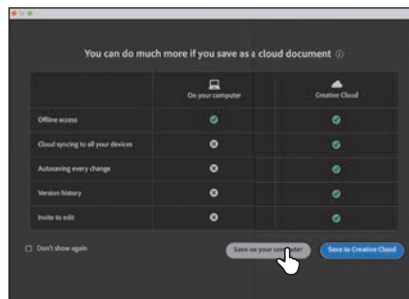 You can do much more if you save as a cloud document
On your computer
Creative Cloud
Offline access
Cloud syncing to all your devices
Autosaving every change
Version history
Invite to edit
Don't show again
Save on your computer
Save to Creative Cloud